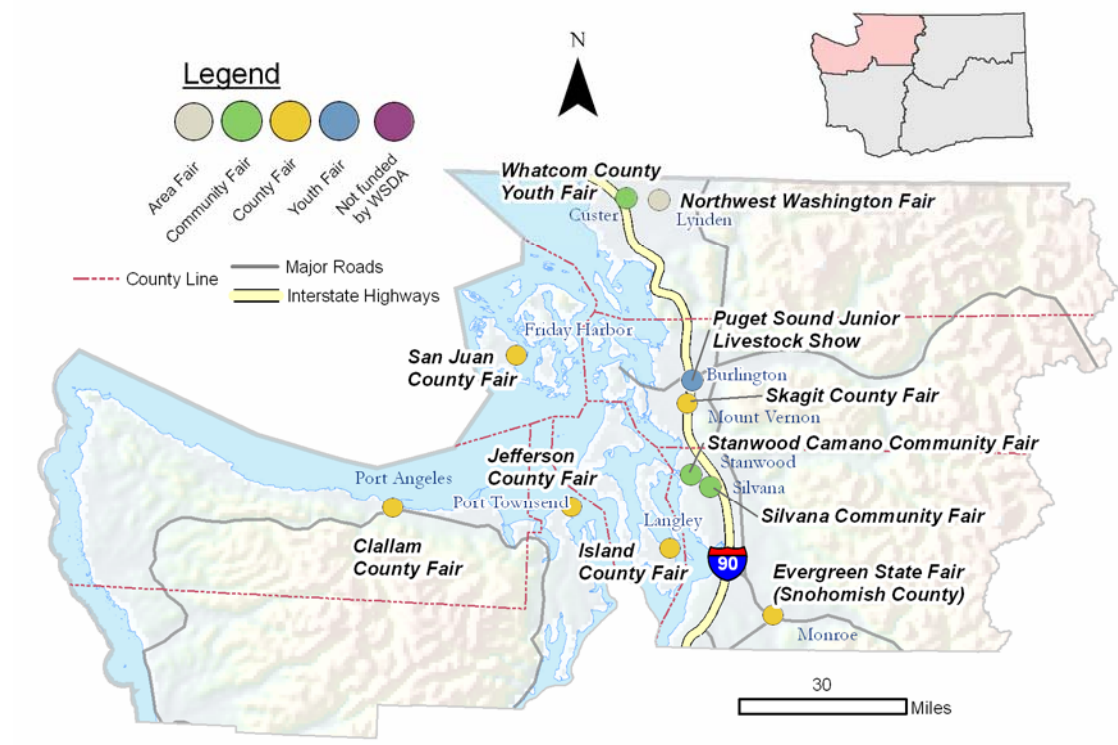 N
Legend
Area Fair
Community Fair
County Fair
Youth Fair
Not funded
by WSDA
County Line
Major Roads
Interstate Highways
Whatcom County
Youth Fair
Custer
Northwest Washington Fair
Lynden
Puget Sound Junior
Livestock Show
Friday Harbor
San Juan
County Fair
Burlington
Skagit County Fair
Mount Vernon
Stanwood Camano Community Fair
Stanwood
Jefferson
County Fair
Port Angeles
Silvana
Port Townsend
Silvana Community Fair
Langley
Clallam
County Fair
Island
County Fair
90
Evergreen State Fair
(Snohomish County)
Monroe
30
Miles